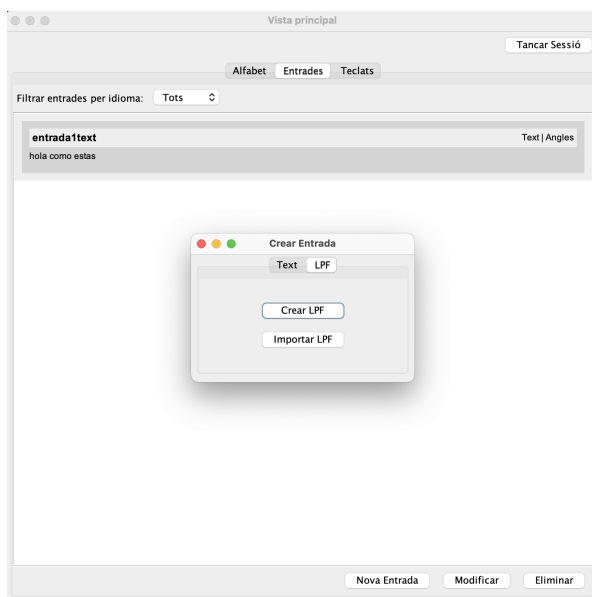 Vista principal
Tancar Sessió
Alfabet Entrades Teclats
Filtrar entrades per idioma: Tots
entrada1text Text | Angles
hola como estas
Crear Entrada
Text LPF
Crear LPF
Importar LPF
Nova Entrada Modificar Eliminar